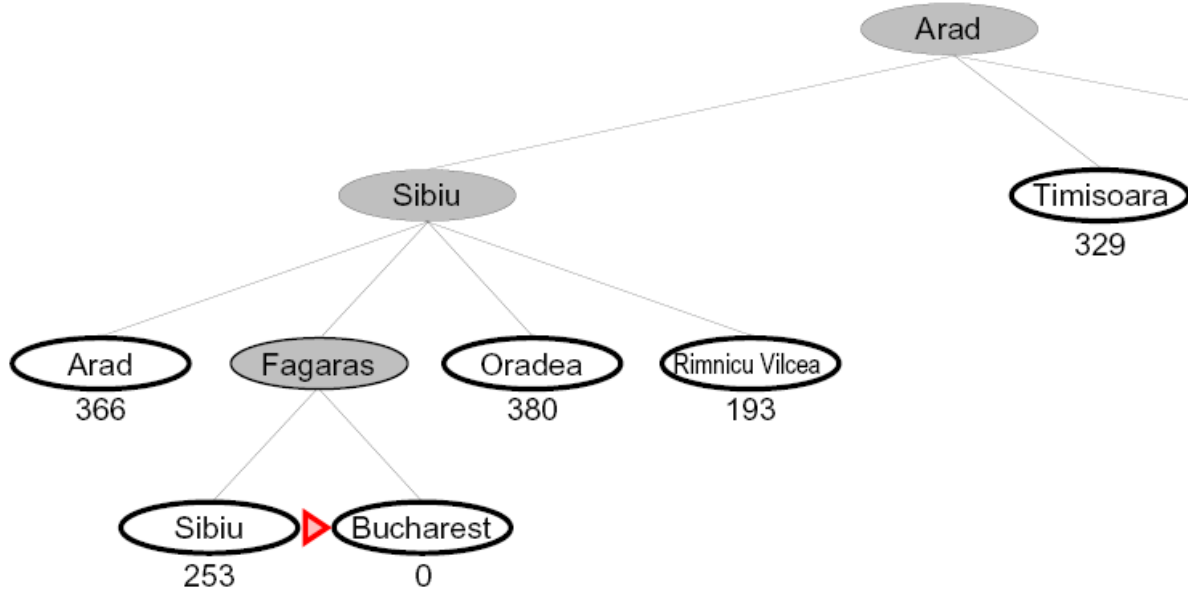 Arad
Sibiu
Timisoara
329
Arad
Fagaras
Oradea
Rimnicu Vilcea
366
380
193
Sibiu
Bucharest
253
0